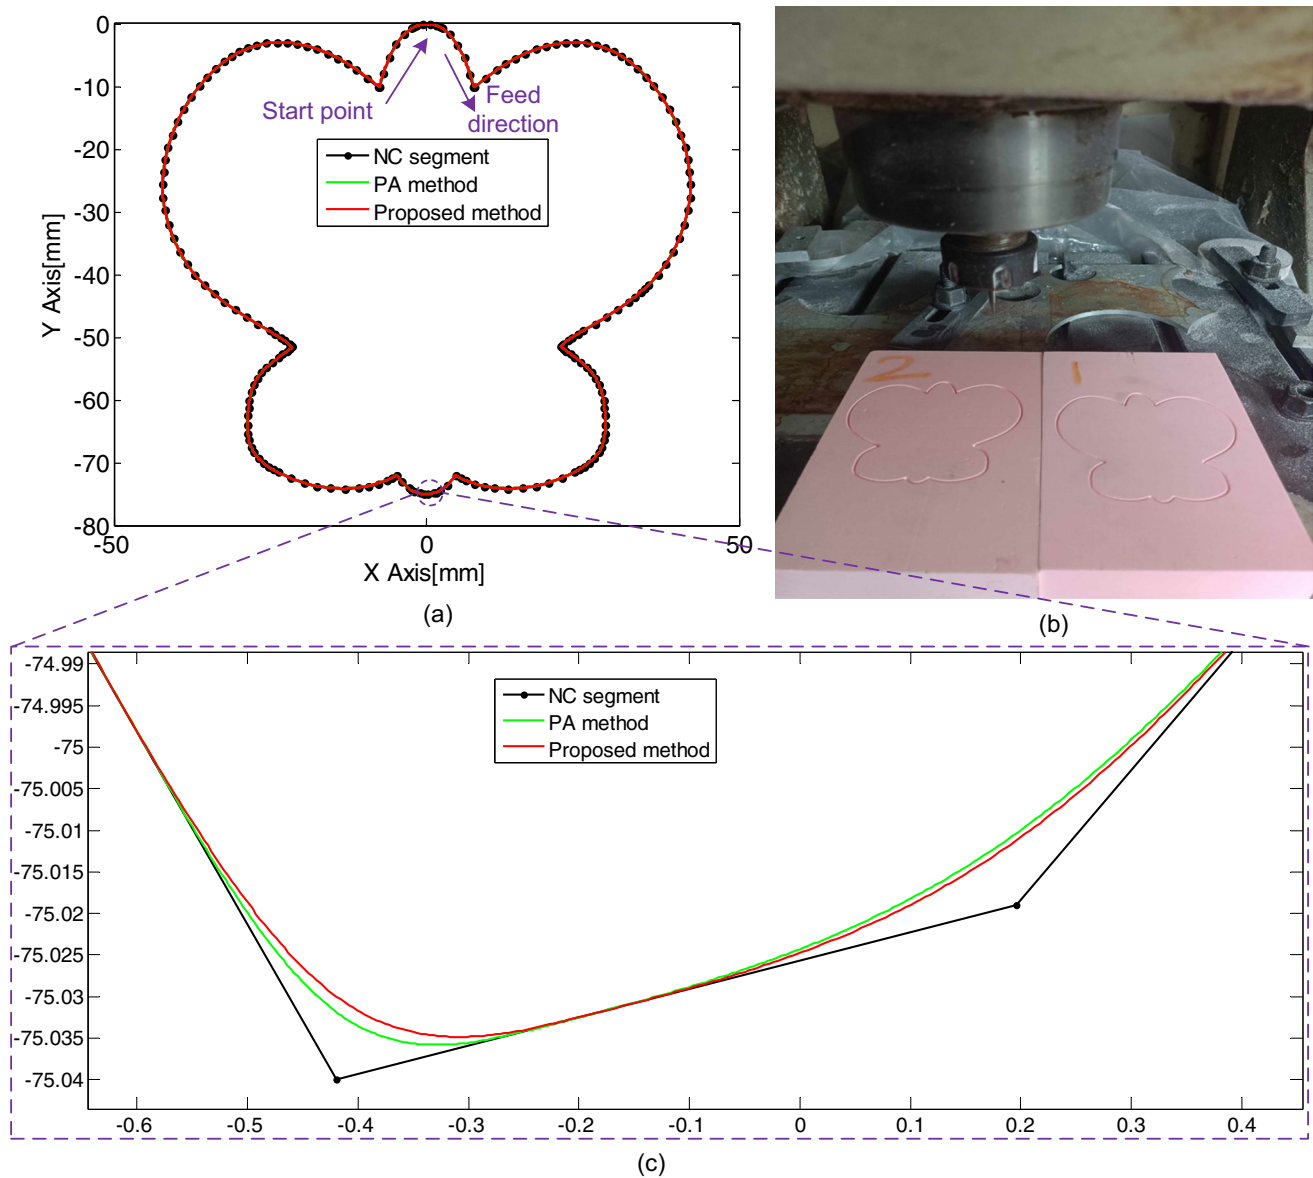 0
-10
-20
-30
-40
-50
-60
-70
-80
Y Axis[mm]
-50
0
50
X Axis[mm]
Start point
Feed
direction
NC segment
PA method
Proposed method
(a)
2
1
(b)
-74.99
-74.995
-75
-75.005
-75.01
-75.015
-75.02
-75.025
-75.03
-75.035
-75.04
NC segment
PA method
Proposed method
-0.6
-0.5
-0.4
-0.3
-0.2
-0.1
0
0.1
0.2
0.3
0.4
(c)